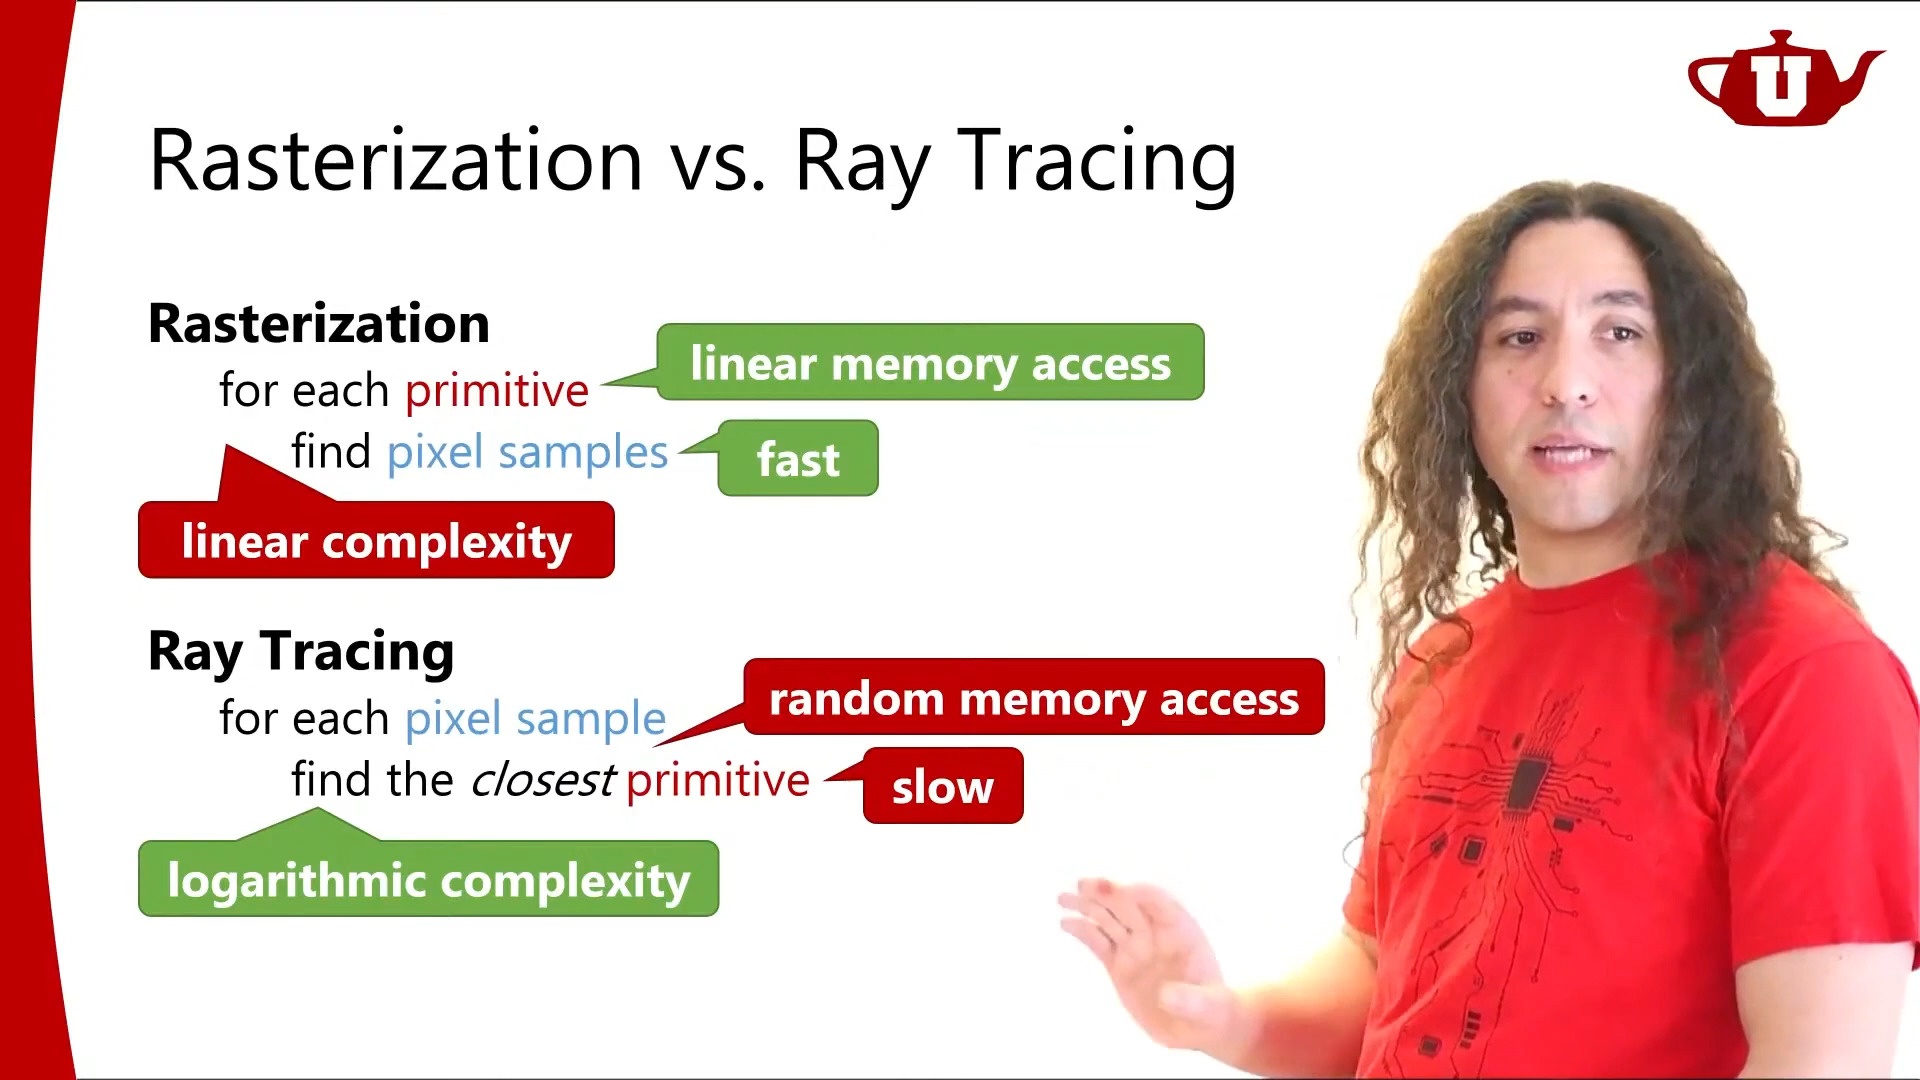 U
Rasterization vs. Ray Tracing
Rasterization
for each primitive
linear memory access
find pixel samples
fast
linear complexity
Ray Tracing
for each pixel sample
random memory access
find the closest primitive
slow
logarithmic complexity